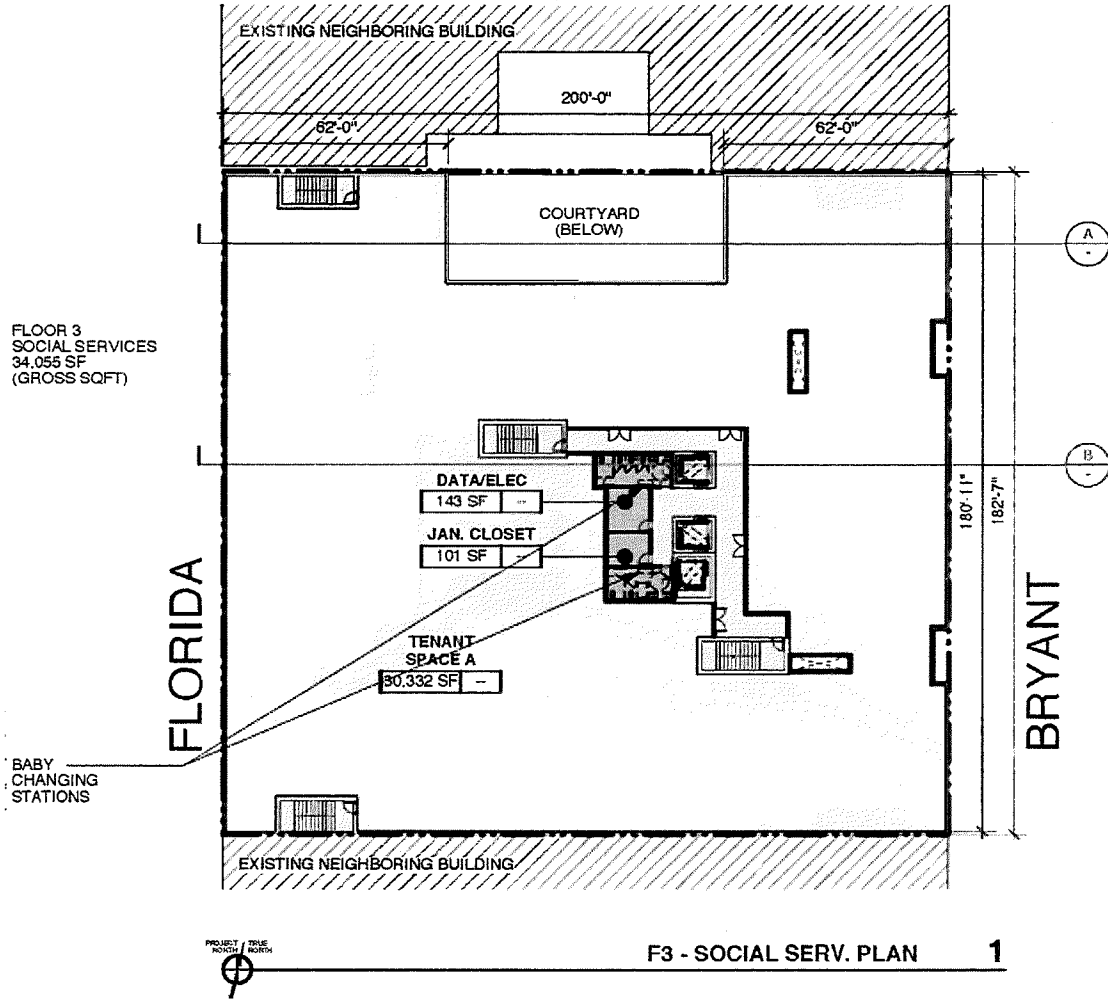 EXISTING NEIGHBORING BUILDING
200'-0"
62'-0"
62'-0"
COURTYARD
(BELOW)
A
-
FLOOR 3
SOCIAL SERVICES
34,055 SF
(GROSS SQFT)
B
-
DATA/ELEC
143 SF --
JAN. CLOSET
101 SF --
180'-11"
182'-7"
FLORIDA
BRYANT
TENANT
SPACE A
30,332 SF --
BABY
CHANGING
STATIONS
EXISTING NEIGHBORING BUILDING
PROJECT NORTH
TRUE NORTH
F3 - SOCIAL SERV. PLAN 1